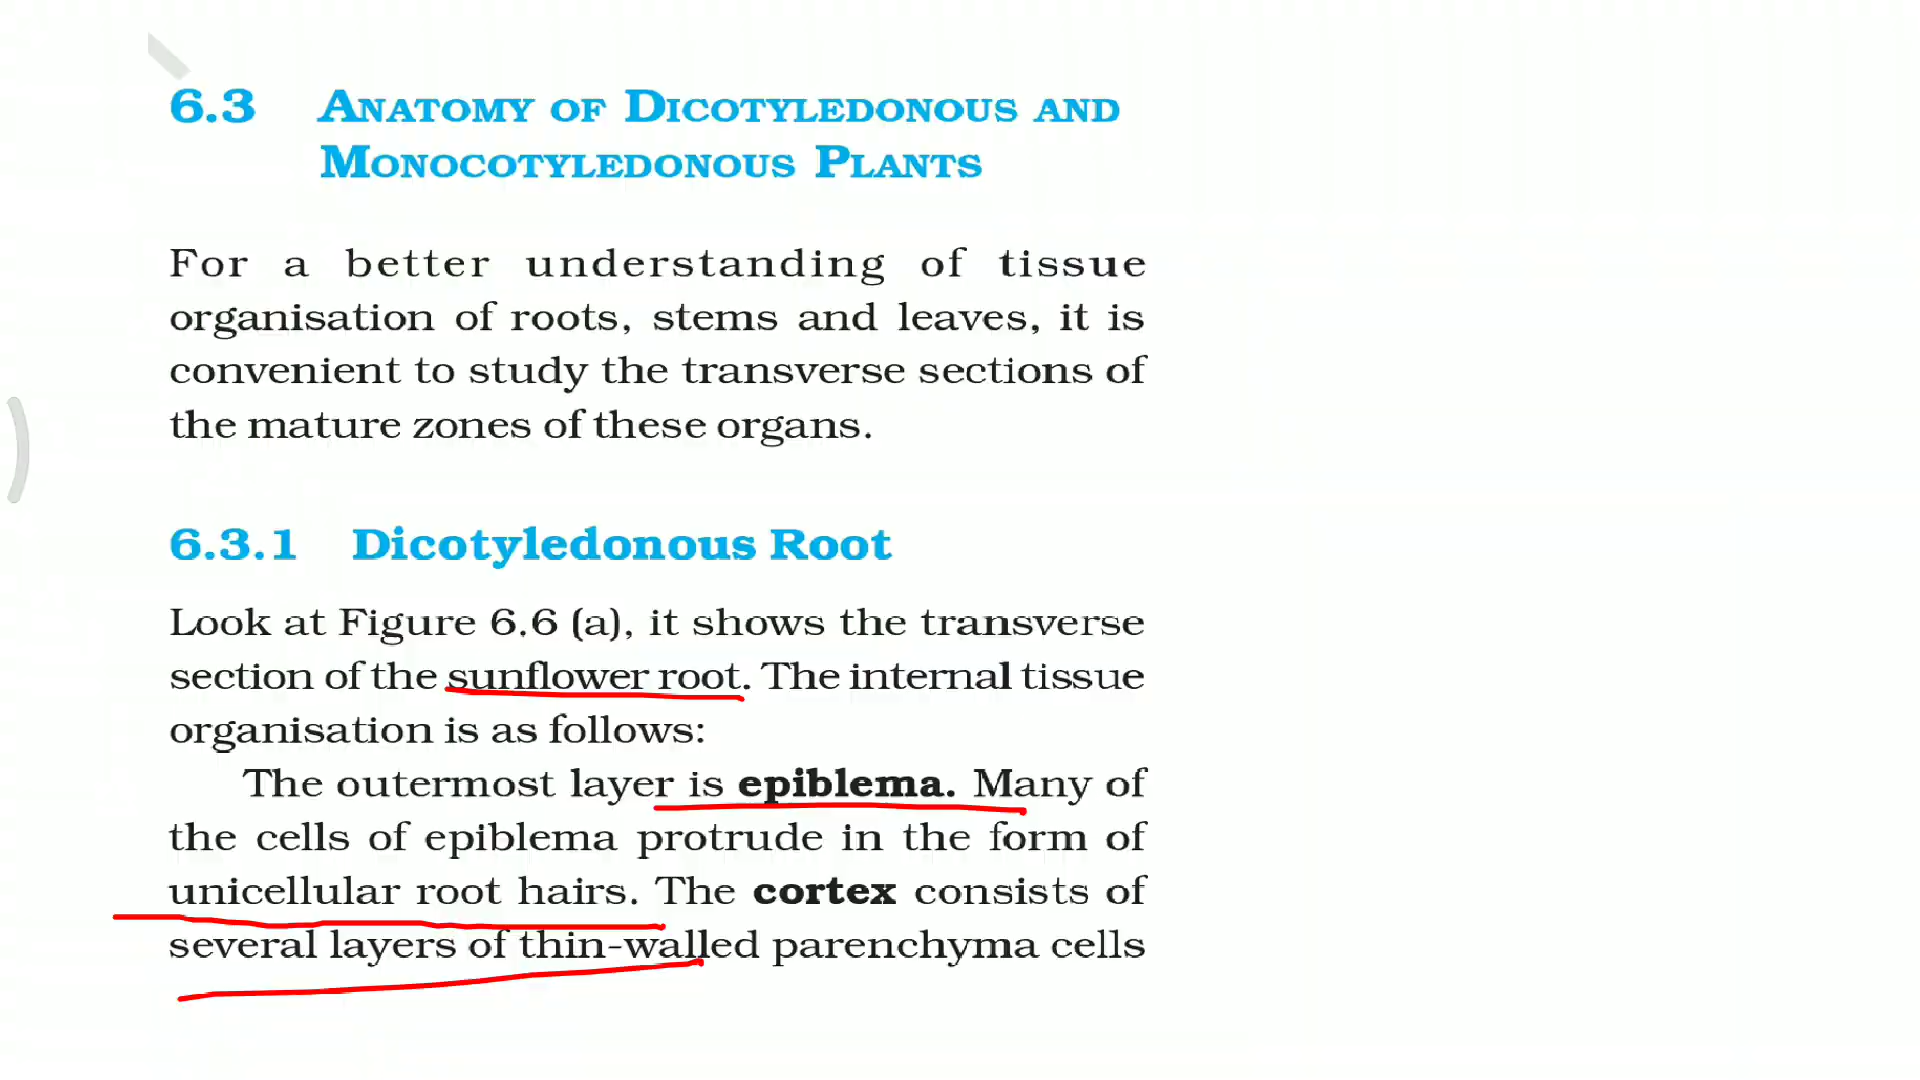 6.3 Anatomy of Dicotyledonous and
Monocotyledonous Plants
For a better understanding of tissue
organisation of roots, stems and leaves, it is
convenient to study the transverse sections of
the mature zones of these organs.
6.3.1 Dicotyledonous Root
Look at Figure 6.6 (a), it shows the transverse
section of the sunflower root. The internal tissue
organisation is as follows:
The outermost layer is epiblema. Many of
the cells of epiblema protrude in the form of
unicellular root hairs. The cortex consists of
several layers of thin-walled parenchyma cells